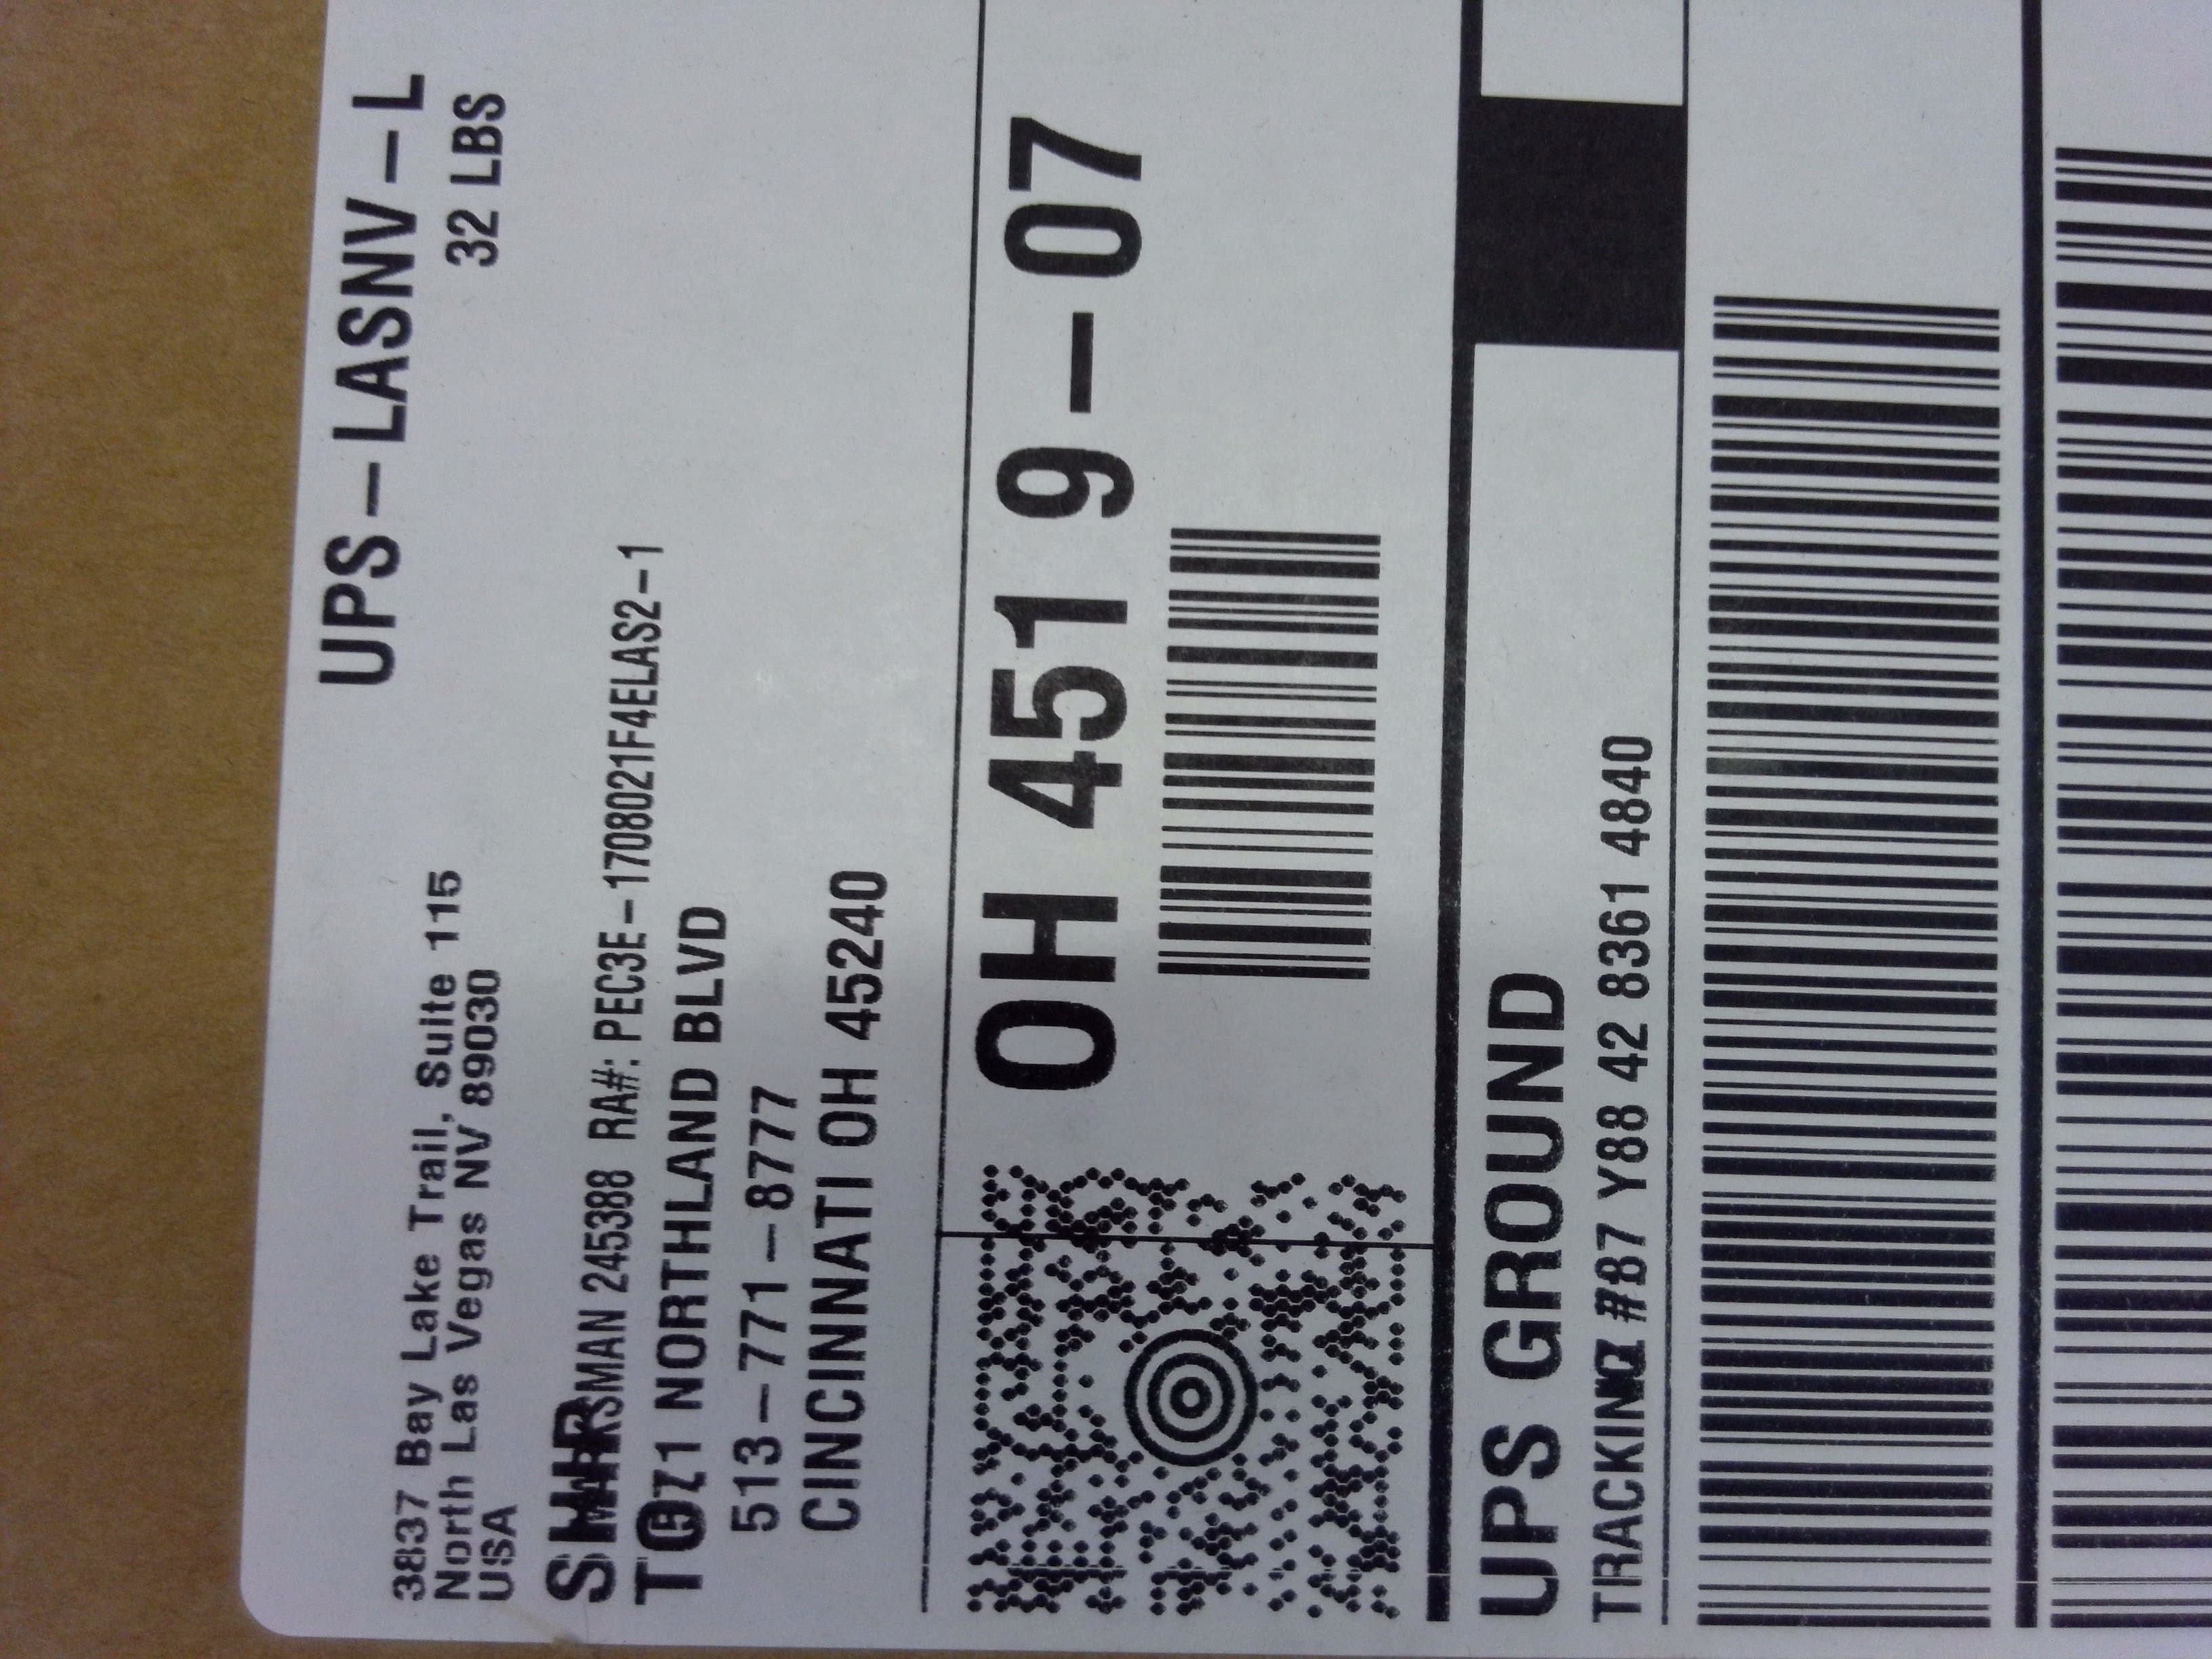 UPS-LASNV-L
32 LBS
3837 Bay Lake Trail, Suite 115
North Las Vegas NV 89030
USA
SHIP MARSMAN 245388 RA#: PEC3E-1708021F4ELAS2-1
TO: NORTHLAND BLVD
513-771-8777
CINCINNATI OH 45240
OH 451 9-07
UPS GROUND
TRACKING # Y88 42 8361 4840